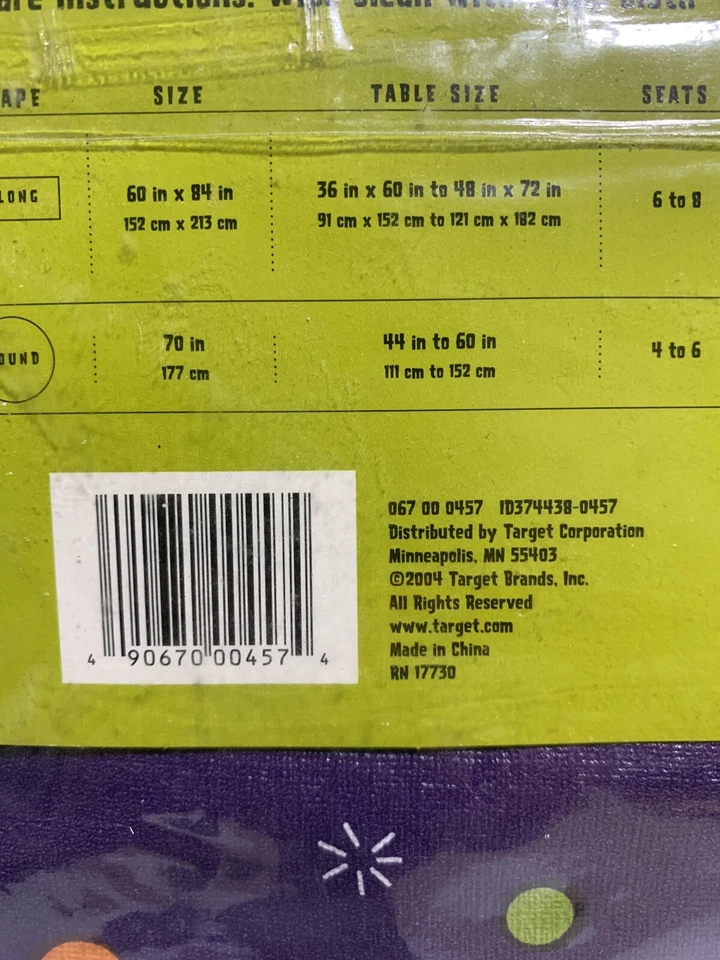 SIZE TABLE SIZE SEATS
60 in x 84 in 36 in x 60 in to 48 in x 72 in 6 to 8
152 cm x 213 cm 91 cm x 152 cm to 121 cm x 182 cm
70 in 44 in to 60 in 4 to 6
177 cm 111 cm to 152 cm
067 00 0457 ID374438-0457
Distributed by Target Corporation
Minneapolis, MN 55403
©2004 Target Brands, Inc.
All Rights Reserved
www.target.com
Made in China
RN 17730
4 90670 00457 4